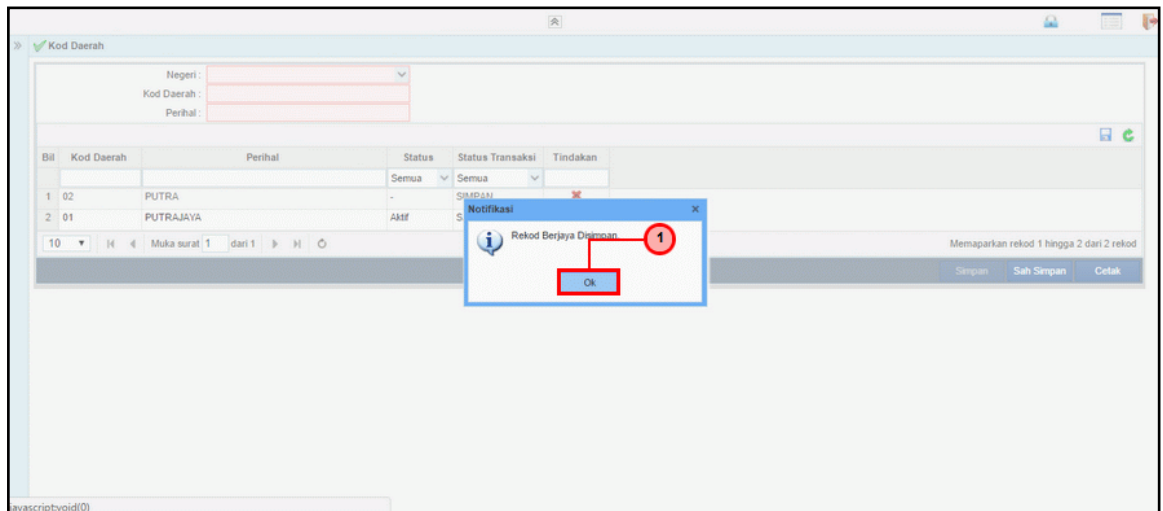 Kod Daerah
Negeri :
Kod Daerah :
Perihal :
Bil Kod Daerah Perihal Status Status Transaksi Tindakan
Semua Semua
1 02 PUTRA - SIMPAN
2 01 PUTRAJAYA Aktif S
Notifikasi
Rekod Berjaya Disimpan
1
Ok
10 Muka surat 1 dari 1 Memaparkan rekod 1 hingga 2 dari 2 rekod
Simpan Sah Simpan Cetak
javascript:void(0)